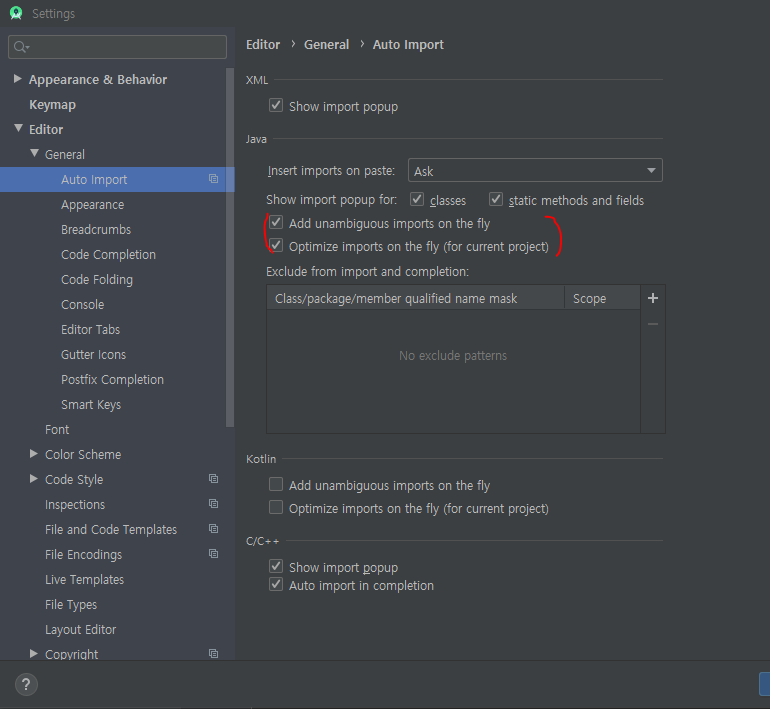 Settings
Editor › General › Auto Import
Appearance & Behavior
Keymap
Editor
General
Auto Import
Appearance
Breadcrumbs
Code Completion
Code Folding
Console
Editor Tabs
Gutter Icons
Postfix Completion
Smart Keys
Font
Color Scheme
Code Style
Inspections
File and Code Templates
File Encodings
Live Templates
File Types
Layout Editor
Copyright
XML
Show import popup
Java
Insert imports on paste: Ask
Show import popup for: classes static methods and fields
Add unambiguous imports on the fly
Optimize imports on the fly (for current project)
Exclude from import and completion:
Class/package/member qualified name mask Scope
No exclude patterns
Kotlin
Add unambiguous imports on the fly
Optimize imports on the fly (for current project)
C/C++
Show import popup
Auto import in completion
?